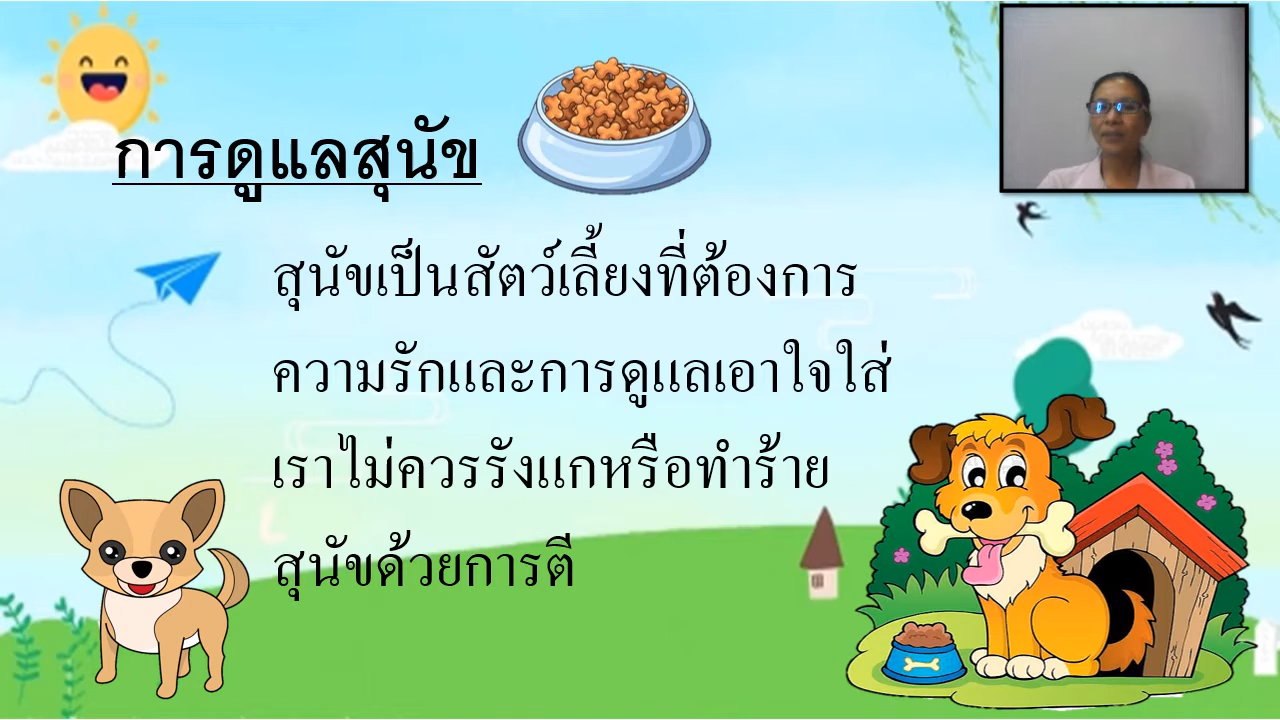 การดูแลสุนัข
สุนัขเป็นสัตว์เลี้ยงที่ต้องการ
ความรักและการดูแลเอาใจใส่
เราไม่ควรรังแกหรือทำร้าย
สุนัขด้วยการตี